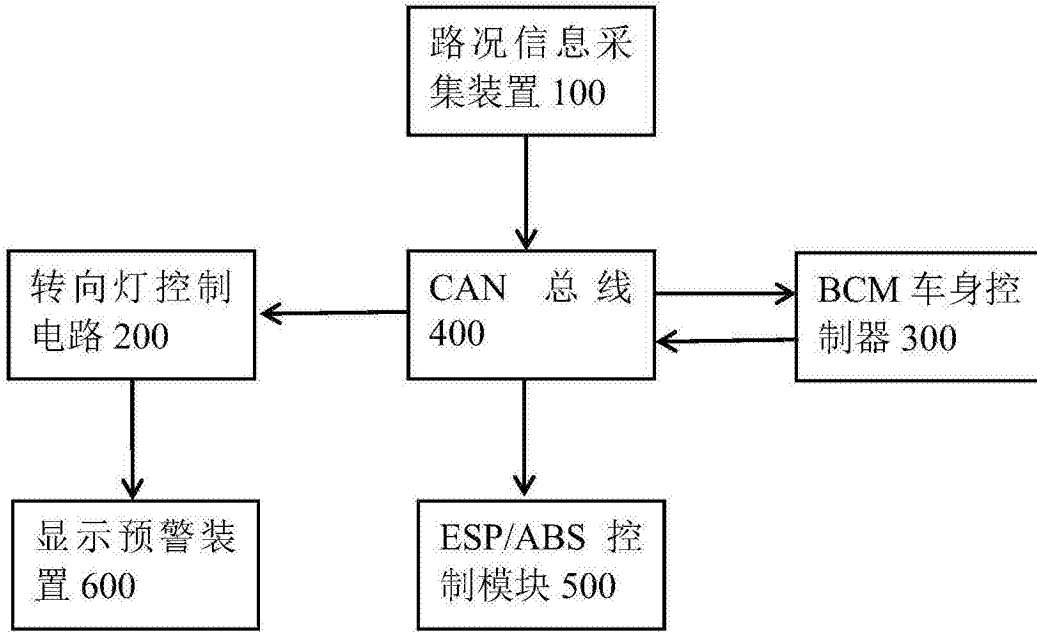 路况信息采
集装置 100
转向灯控制
电路 200
CAN 总线
400
BCM 车身控
制器 300
显示预警装
置 600
ESP/ABS 控
制模块 500